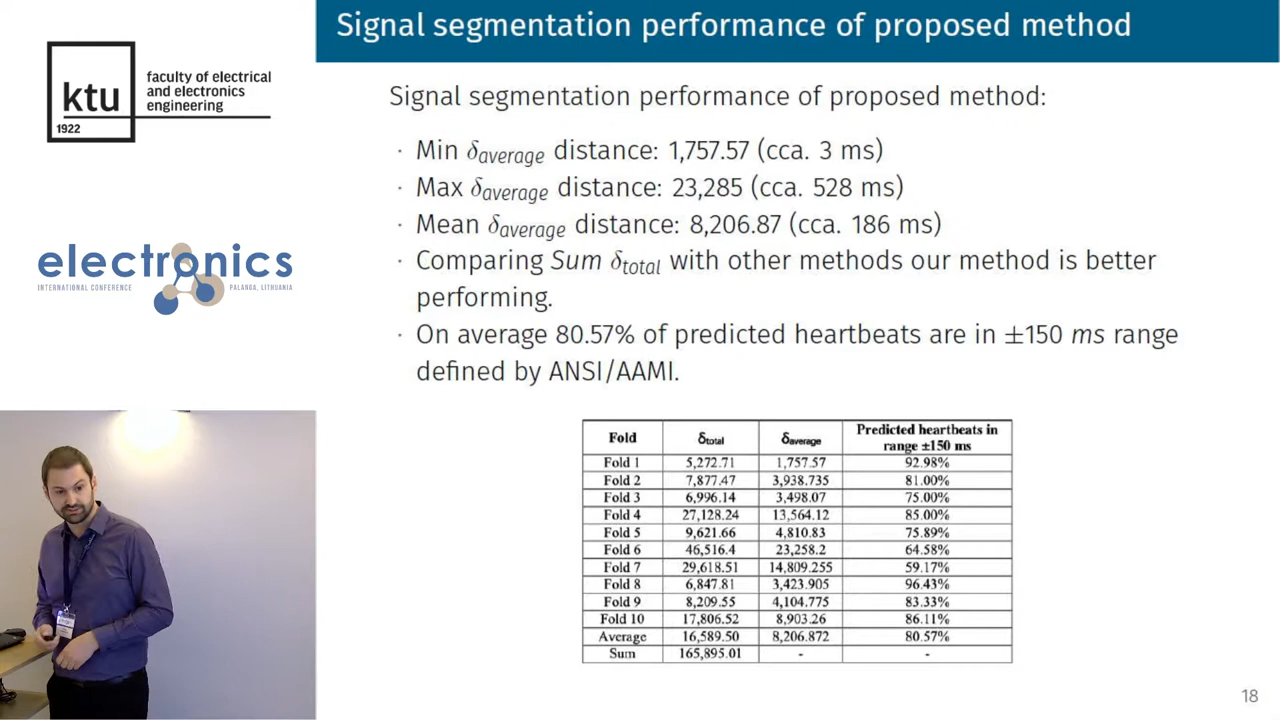 Signal segmentation performance of proposed method
ktu
1922
faculty of electrical
and electronics
engineering
electronics
INTERNATIONAL CONFERENCE
PALANGA, LITHUANIA
Signal segmentation performance of proposed method:
· Min δaverage distance: 1,757.57 (cca. 3 ms)
· Max δaverage distance: 23,285 (cca. 528 ms)
· Mean δaverage distance: 8,206.87 (cca. 186 ms)
· Comparing Sum δtotal with other methods our method is better
performing.
· On average 80.57% of predicted heartbeats are in ±150 ms range
defined by ANSI/AAMI.
Fold δtotal δaverage Predicted heartbeats in
range ±150 ms
Fold 1 5,272.71 1,757.57 92.98%
Fold 2 7,877.47 3,938.735 81.00%
Fold 3 6,996.14 3,498.07 75.00%
Fold 4 27,128.24 13,564.12 85.00%
Fold 5 9,621.66 4,810.83 75.89%
Fold 6 46,516.4 23,258.2 64.58%
Fold 7 29,618.51 14,809.255 59.17%
Fold 8 6,847.81 3,423.905 96.43%
Fold 9 8,209.55 4,104.775 83.33%
Fold 10 17,806.52 8,903.26 86.11%
Average 16,589.50 8,206.872 80.57%
Sum 165,895.01 - -
18